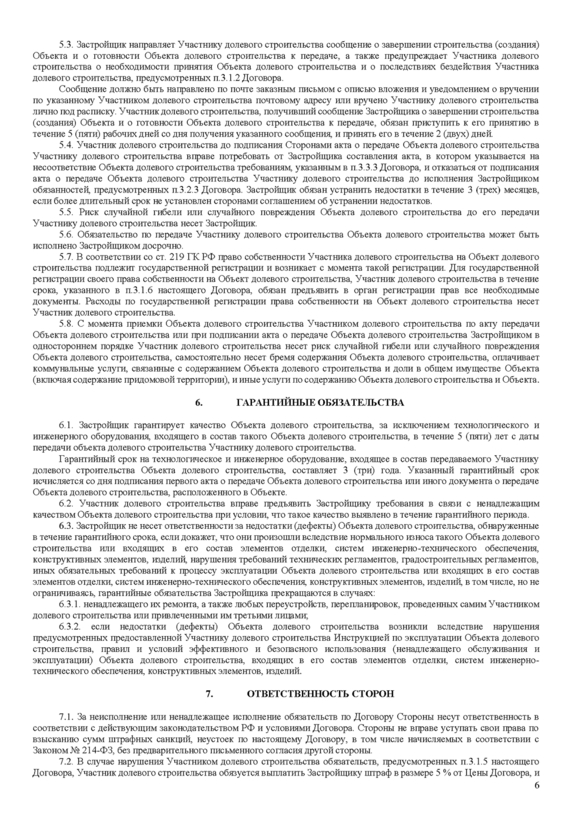 5.3. Застройщик направляет Участнику долевого строительства сообщение о завершении строительства (создания)
Объекта и о готовности Объекта долевого строительства к передаче, а также предупреждает Участника долевого
строительства о необходимости принятия Объекта долевого строительства и о последствиях бездействия Участника
долевого строительства, предусмотренных п.3.1.2 Договора.
Сообщение должно быть направлено по почте заказным письмом с описью вложения и уведомлением о вручении
по указанному Участником долевого строительства почтовому адресу или вручено Участнику долевого строительства
лично под расписку. Участник долевого строительства, получивший сообщение Застройщика о завершении строительства
(создания) Объекта и о готовности Объекта долевого строительства к передаче, обязан приступить к его принятию в
течение 5 (пяти) рабочих дней со дня получения указанного сообщения, и принять его в течение 2 (двух) дней.
5.4. Участник долевого строительства до подписания Сторонами акта о передаче Объекта долевого строительства
Участнику долевого строительства вправе потребовать от Застройщика составления акта, в котором указывается на
несоответствие Объекта долевого строительства требованиям, указанным в п.3.3.3 Договора, и отказаться от подписания
акта о передаче Объекта долевого строительства Участнику долевого строительства до исполнения Застройщиком
обязанностей, предусмотренных п.3.2.3 Договора. Застройщик обязан устранить недостатки в течение 3 (трех) месяцев,
если более длительный срок не установлен сторонами соглашением об устранении недостатков.
5.5. Риск случайной гибели или случайного повреждения Объекта долевого строительства до его передачи
Участнику долевого строительства несет Застройщик.
5.6. Обязательство по передаче Участнику долевого строительства Объекта долевого строительства может быть
исполнено Застройщиком досрочно.
5.7. В соответствии со ст. 219 ГК РФ право собственности Участника долевого строительства на Объект долевого
строительства подлежит государственной регистрации и возникает с момента такой регистрации. Для государственной
регистрации своего права собственности на Объект долевого строительства, Участник долевого строительства в течение
срока, указанного в п.3.1.6 настоящего Договора, обязан предъявить в орган регистрации прав все необходимые
документы. Расходы по государственной регистрации права собственности на Объект долевого строительства несет
Участник долевого строительства.
5.8. С момента приемки Объекта долевого строительства Участником долевого строительства по акту передачи
Объекта долевого строительства или при подписании акта о передаче Объекта долевого строительства Застройщиком в
одностороннем порядке Участник долевого строительства несет риск случайной гибели или случайного повреждения
Объекта долевого строительства, самостоятельно несет бремя содержания Объекта долевого строительства, оплачивает
коммунальные услуги, связанные с содержанием Объекта долевого строительства и доли в общем имуществе Объекта
(включая содержание придомовой территории), и иные услуги по содержанию Объекта долевого строительства и Объекта.
6. ГАРАНТИЙНЫЕ ОБЯЗАТЕЛЬСТВА
6.1. Застройщик гарантирует качество Объекта долевого строительства, за исключением технологического и
инженерного оборудования, входящего в состав такого Объекта долевого строительства, в течение 5 (пяти) лет с даты
передачи объекта долевого строительства Участнику долевого строительства.
Гарантийный срок на технологическое и инженерное оборудование, входящее в состав передаваемого Участнику
долевого строительства Объекта долевого строительства, составляет 3 (три) года. Указанный гарантийный срок
исчисляется со дня подписания первого акта о передаче Объекта долевого строительства или иного документа о передаче
Объекта долевого строительства, расположенного в Объекте.
6.2. Участник долевого строительства вправе предъявить Застройщику требования в связи с ненадлежащим
качеством Объекта долевого строительства при условии, что такое качество выявлено в течение гарантийного периода.
6.3. Застройщик не несет ответственности за недостатки (дефекты) Объекта долевого строительства, обнаруженные
в течение гарантийного срока, если докажет, что они произошли вследствие нормального износа такого Объекта долевого
строительства или входящих в его состав элементов отделки, систем инженерно-технического обеспечения,
конструктивных элементов, изделий, нарушения требований технических регламентов, градостроительных регламентов,
иных обязательных требований к процессу эксплуатации Объекта долевого строительства или входящих в его состав
элементов отделки, систем инженерно-технического обеспечения, конструктивных элементов, изделий, в том числе, но не
ограничиваясь, гарантийные обязательства Застройщика прекращаются в случаях:
6.3.1. ненадлежащего их ремонта, а также любых переустройств, перепланировок, проведенных самим Участником
долевого строительства или привлеченными им третьими лицами;
6.3.2. если недостатки (дефекты) Объекта долевого строительства возникли вследствие нарушения
предусмотренных предоставленной Участнику долевого строительства Инструкцией по эксплуатации Объекта долевого
строительства, правил и условий эффективного и безопасного использования (ненадлежащего обслуживания и
эксплуатации) Объекта долевого строительства, входящих в его состав элементов отделки, систем инженерно-
технического обеспечения, конструктивных элементов, изделий.
7. ОТВЕТСТВЕННОСТЬ СТОРОН
7.1. За неисполнение или ненадлежащее исполнение обязательств по Договору Стороны несут ответственность в
соответствии с действующим законодательством РФ и условиями Договора. Стороны не вправе уступать свои права по
взысканию сумм штрафных санкций, неустоек по настоящему Договору, в том числе начисляемых в соответствии с
Законом № 214-ФЗ, без предварительного письменного согласия другой стороны.
7.2. В случае нарушения Участником долевого строительства обязательств, предусмотренных п.3.1.5 настоящего
Договора, Участник долевого строительства обязуется выплатить Застройщику штраф в размере 5 % от Цены Договора, и
6